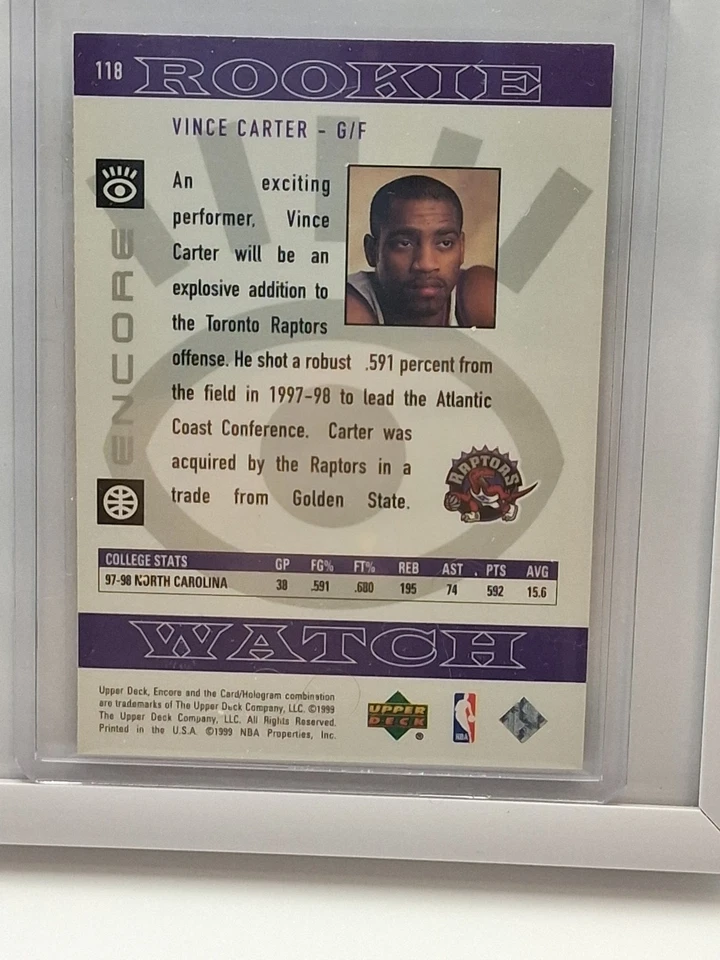 118 ROOKIE
VINCE CARTER - G/F
An exciting
performer, Vince
Carter will be an
explosive addition to
the Toronto Raptors
offense. He shot a robust .591 percent from
the field in 1997-98 to lead the Atlantic
Coast Conference. Carter was
acquired by the Raptors in a
trade from Golden State.
ENCORE
RAPTORS
COLLEGE STATS GP FG% FT% REB AST PTS AVG
97-98 NORTH CAROLINA 38 .591 .680 195 74 592 15.6
WATCH
Upper Deck, Encore and the Card/Hologram combination
are trademarks of The Upper Deck Company, LLC. ©1999
The Upper Deck Company, LLC. All Rights Reserved.
Printed in the U.S.A. ©1999 NBA Properties, Inc.
UPPER
DECK
®
NBA